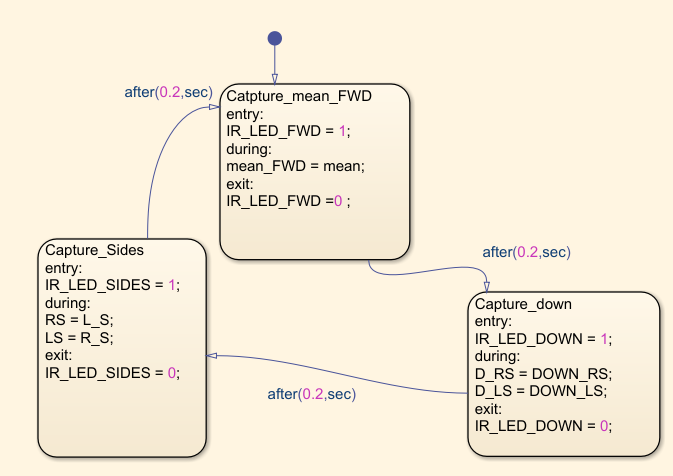 after(0.2,sec)
Catpture_mean_FWD
entry:
IR_LED_FWD = 1;
during:
mean_FWD = mean;
exit:
IR_LED_FWD =0 ;
after(0.2,sec)
Capture_Sides
entry:
IR_LED_SIDES = 1;
during:
RS = L_S;
LS = R_S;
exit:
IR_LED_SIDES = 0;
Capture_down
entry:
IR_LED_DOWN = 1;
during:
D_RS = DOWN_RS;
D_LS = DOWN_LS;
exit:
IR_LED_DOWN = 0;
after(0.2,sec)